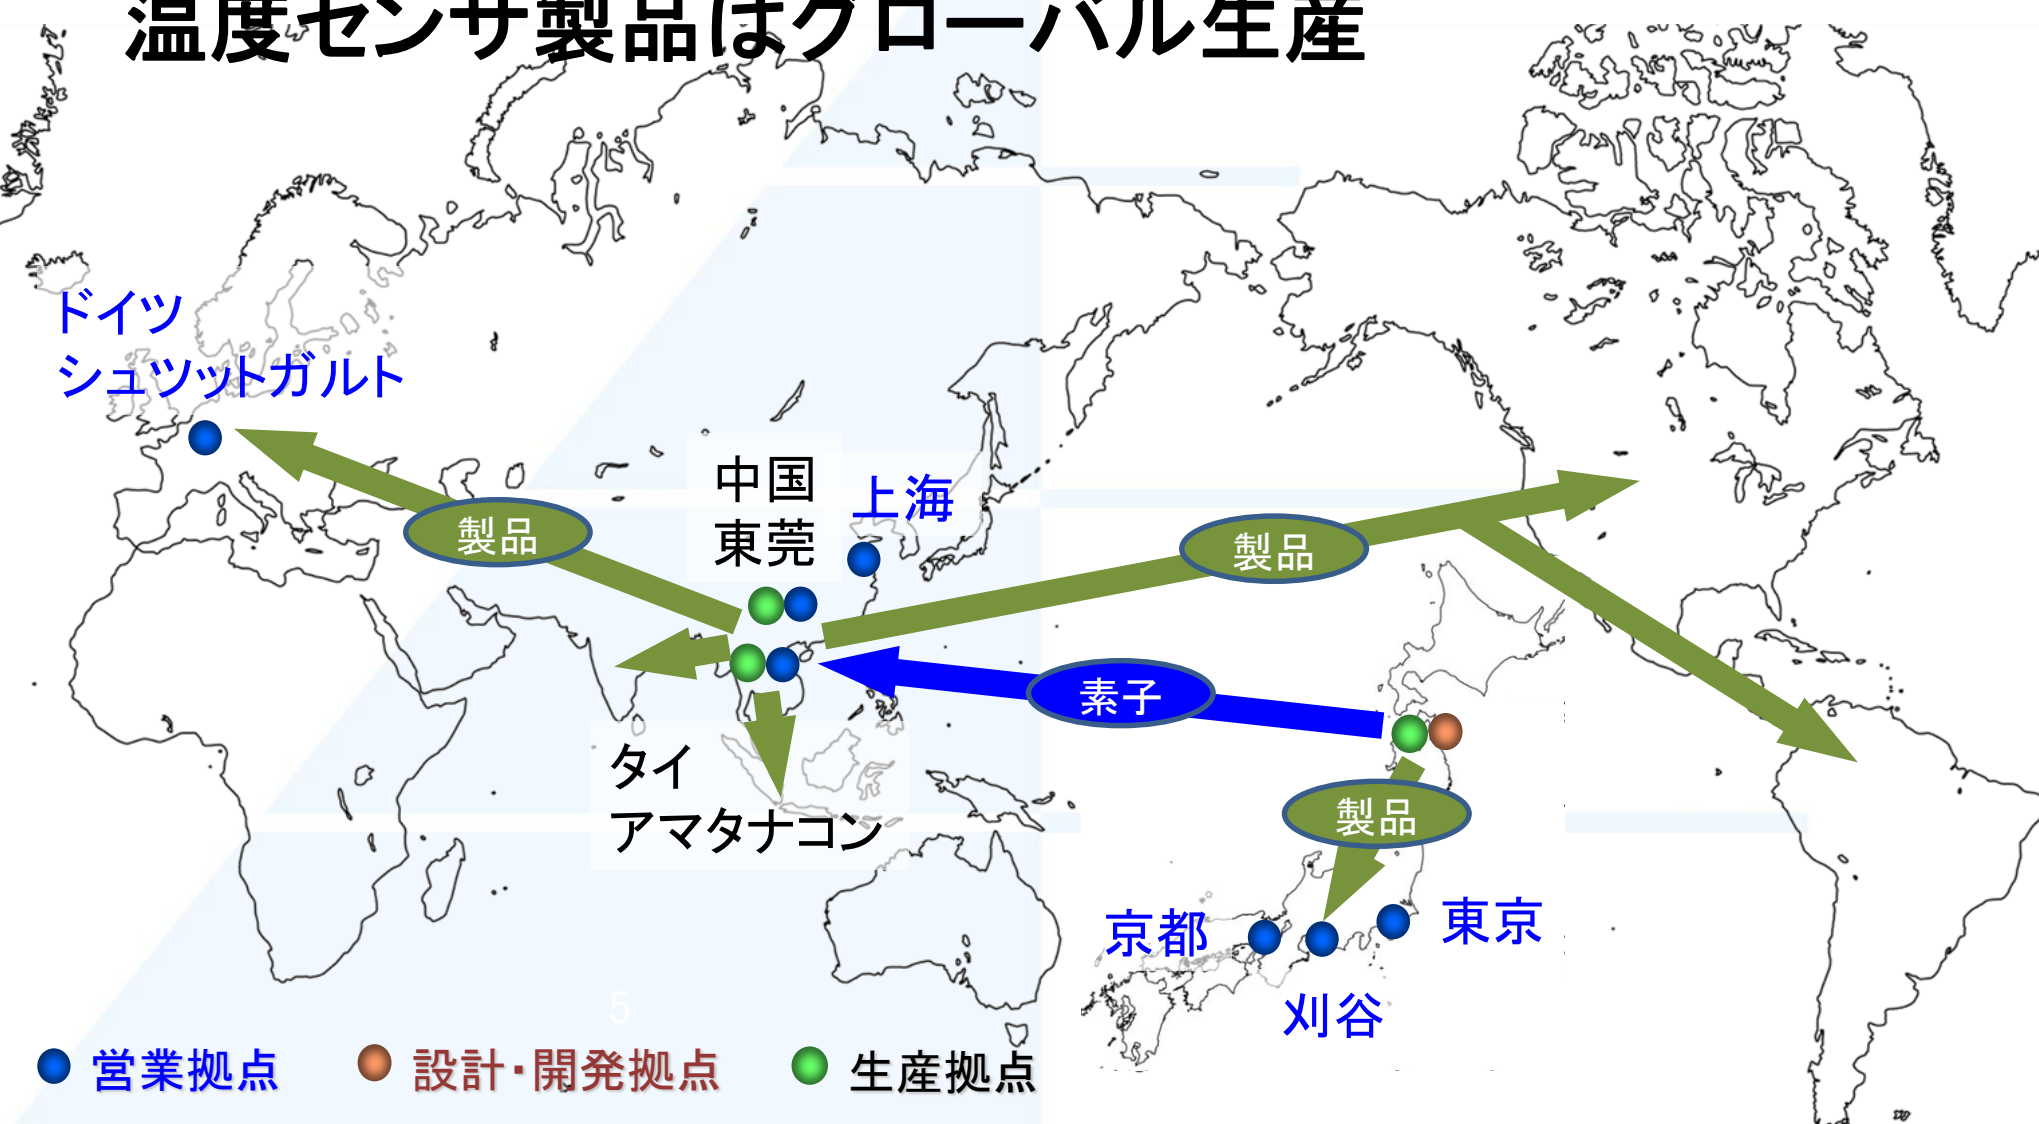 温度センサ製品はグローバル生産
ドイツ
シュツットガルト
中国
東莞
上海
製品
製品
素子
タイ
アマタナコン
製品
京都
東京
刈谷
5
営業拠点
設計・開発拠点
生産拠点